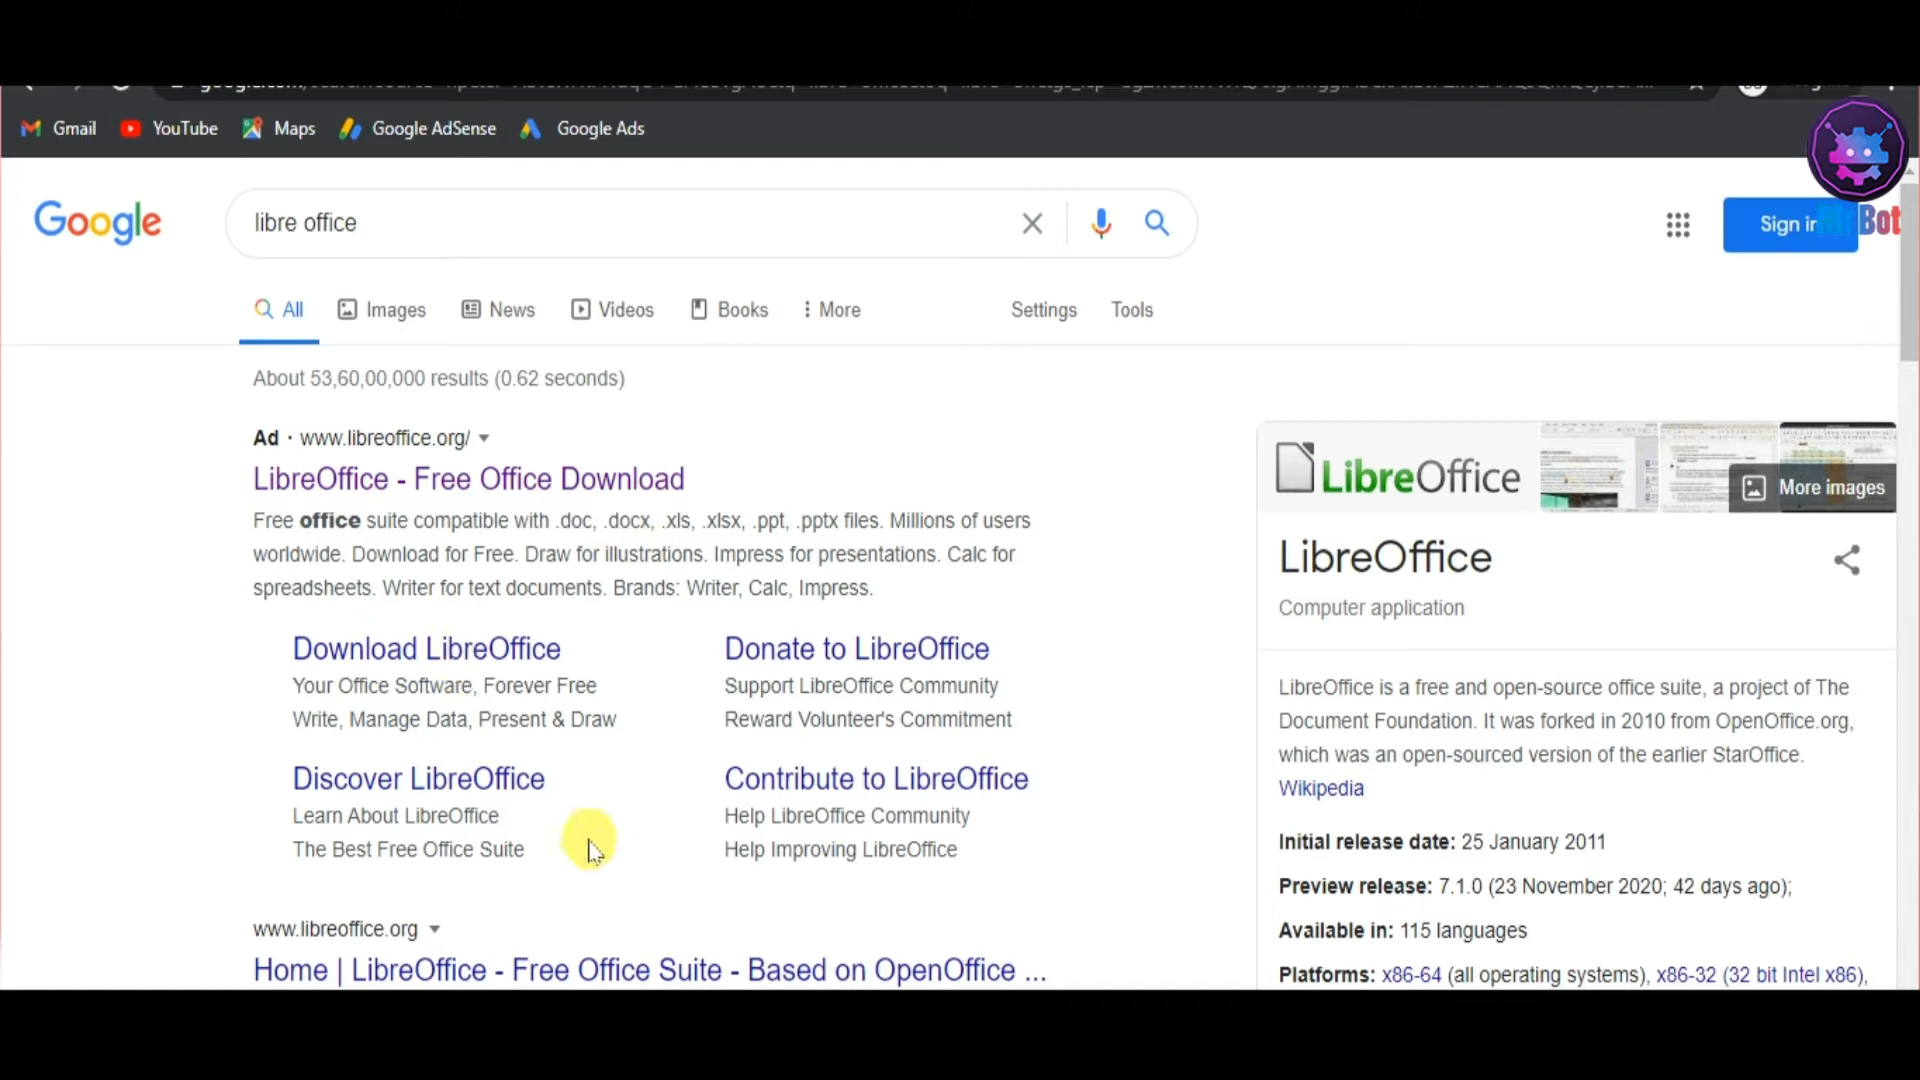 Gmail YouTube Maps Google AdSense Google Ads
Google libre office Sign in
Mr Bot
All Images News Videos Books More Settings Tools
About 53,60,00,000 results (0.62 seconds)
Ad · www.libreoffice.org/
LibreOffice - Free Office Download
Free office suite compatible with .doc, .docx, .xls, .xlsx, .ppt, .pptx files. Millions of users
worldwide. Download for Free. Draw for illustrations. Impress for presentations. Calc for
spreadsheets. Writer for text documents. Brands: Writer, Calc, Impress.
Download LibreOffice
Your Office Software, Forever Free
Write, Manage Data, Present & Draw
Donate to LibreOffice
Support LibreOffice Community
Reward Volunteer's Commitment
Discover LibreOffice
Learn About LibreOffice
The Best Free Office Suite
Contribute to LibreOffice
Help LibreOffice Community
Help Improving LibreOffice
www.libreoffice.org
Home | LibreOffice - Free Office Suite - Based on OpenOffice ...
LibreOffice
More images
LibreOffice
Computer application
LibreOffice is a free and open-source office suite, a project of The
Document Foundation. It was forked in 2010 from OpenOffice.org,
which was an open-sourced version of the earlier StarOffice.
Wikipedia
Initial release date: 25 January 2011
Preview release: 7.1.0 (23 November 2020; 42 days ago);
Available in: 115 languages
Platforms: x86-64 (all operating systems), x86-32 (32 bit Intel x86),